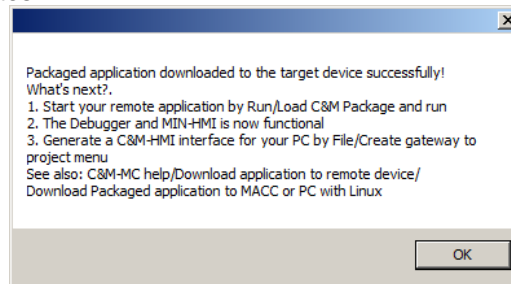 Packaged application downloaded to the target device successfully!
What's next?.
1. Start your remote application by Run/Load C&M Package and run
2. The Debugger and MIN-HMI is now functional
3. Generate a C&M-HMI interface for your PC by File/Create gateway to
project menu
See also: C&M-MC help/Download application to remote device/
Download Packaged application to MACC or PC with Linux
OK